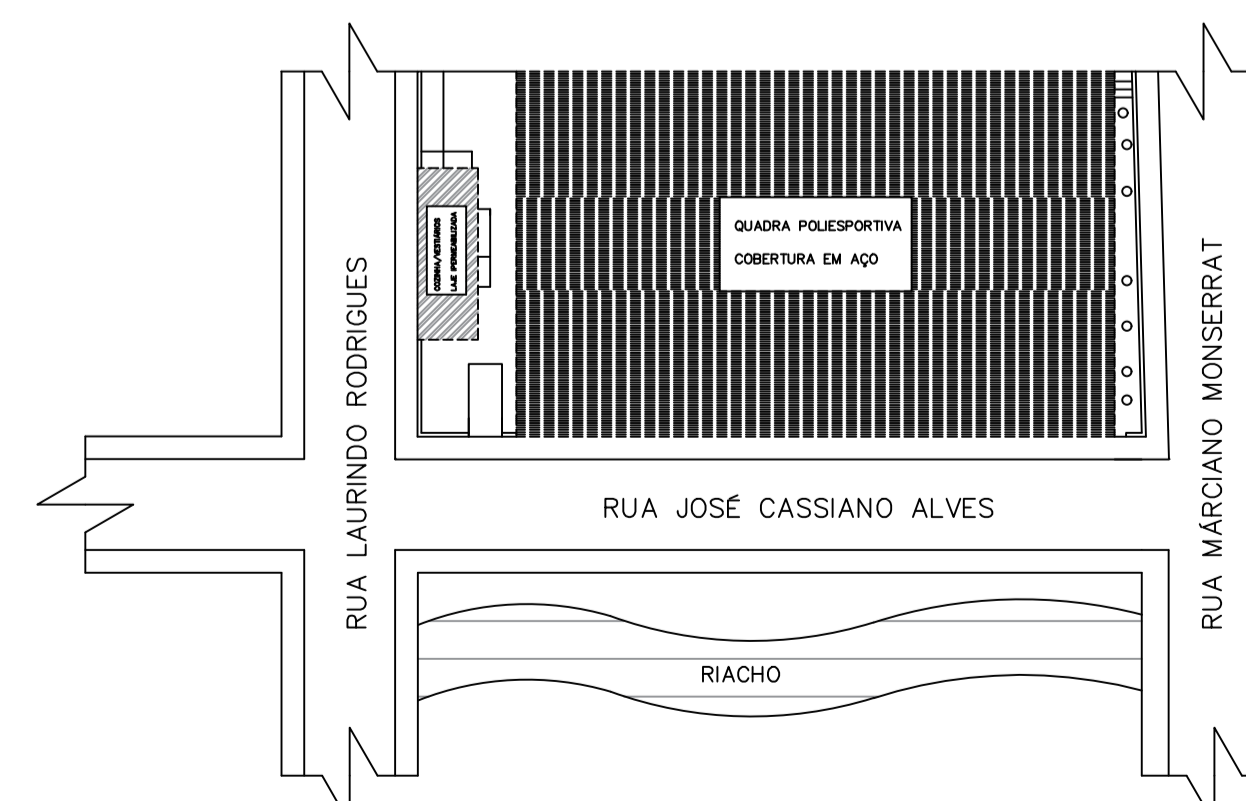 QUADRA POLIESPORTIVA
COBERTURA EM AÇO
COZINHA/VESTIÁRIOS
LAJE IPERMEABILIZADA
RUA LAURINDO RODRIGUES
RUA MÁRCIANO MONSERRAT
RUA JOSÉ CASSIANO ALVES
RIACHO